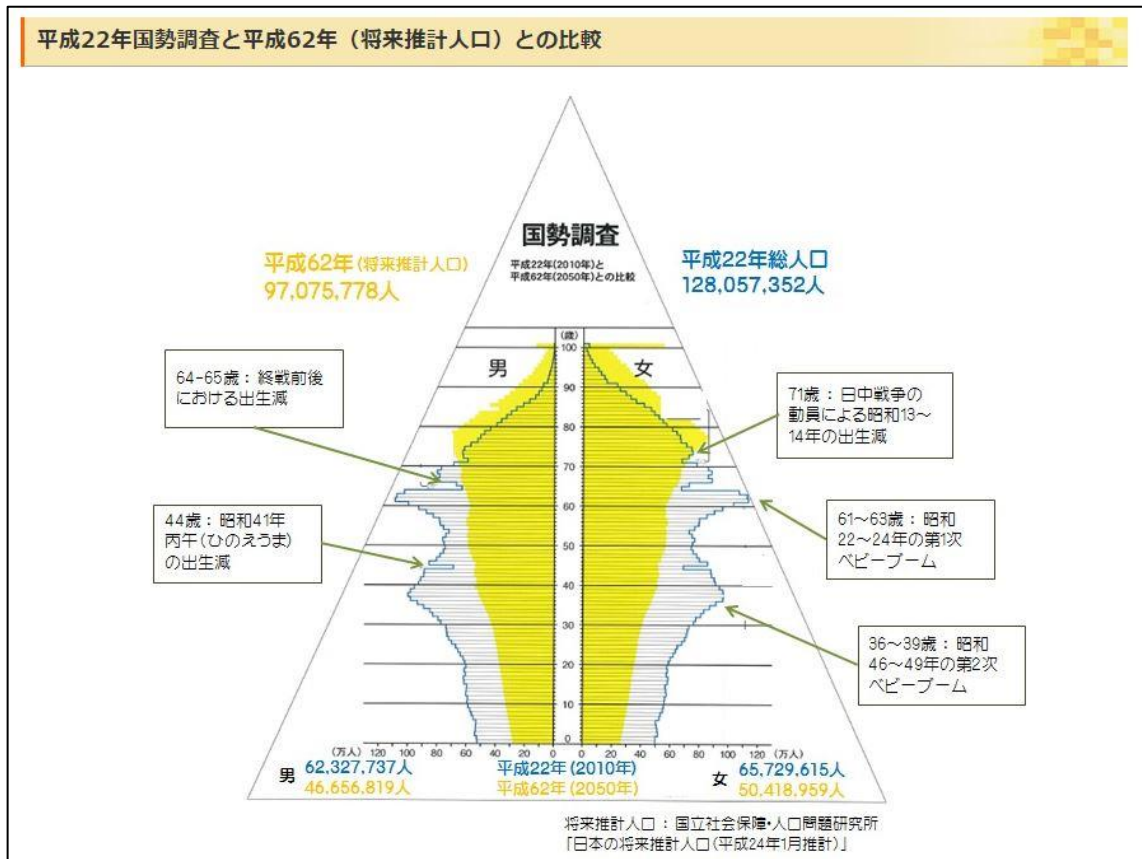 平成22年国勢調査と平成62年（将来推計人口）との比較
国勢調査
平成22年(2010年)と
平成62年(2050年)との比較
平成62年(将来推計人口)
97,075,778人
平成22年総人口
128,057,352人
64-65歳：終戦前後
における出生減
44歳：昭和41年
丙午(ひのえうま)
の出生減
(歳)
男
女
100
90
80
70
60
50
40
30
20
10
0
71歳：日中戦争の
動員による昭和13～
14年の出生減
61～63歳：昭和
22～24年の第1次
ベビーブーム
36～39歳：昭和
46～49年の第2次
ベビーブーム
(万人) 120 100 80 60 40 20 0 0 20 40 60 80 100 120 (万人)
男 62,327,737人 平成22年(2010年) 女 65,729,615人
46,656,819人 平成62年(2050年) 50,418,959人
将来推計人口：国立社会保障・人口問題研究所
「日本の将来推計人口(平成24年1月推計)」